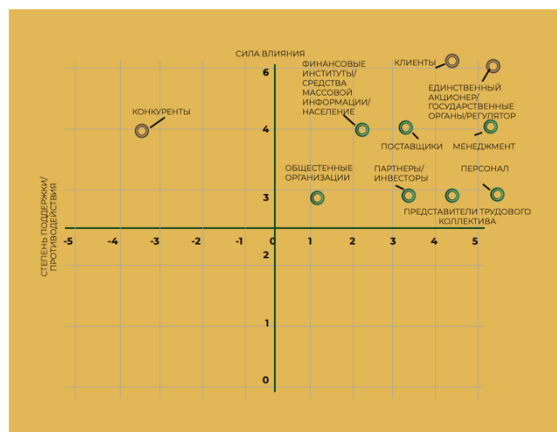 СИЛА ВЛИЯНИЯ
6
ФИНАНСОВЫЕ
ИНСТИТУТЫ/
СРЕДСТВА
МАССОВОЙ
ИНФОРМАЦИИ/
НАСЕЛЕНИЕ
КЛИЕНТЫ
ЕДИНСТВЕННЫЙ
АКЦИОНЕР/
ГОСУДАРСТВЕННЫЕ
ОРГАНЫ/РЕГУЛЯТОР
КОНКУРЕНТЫ
4
ПОСТАВЩИКИ
МЕНЕДЖМЕНТ
ОБЩЕСТЕННЫЕ
ОРГАНИЗАЦИИ
ПАРТНЕРЫ/
ИНВЕСТОРЫ
ПЕРСОНАЛ
3
ПРЕДСТАВИТЕЛИ ТРУДОВОГО
КОЛЛЕКТИВА
СТЕПЕНЬ ПОДДЕРЖКИ/
ПРОТИВОДЕЙСТВИЯ
-5 -4 -3 -2 -1 0 1 2 3 4 5
2
1
0